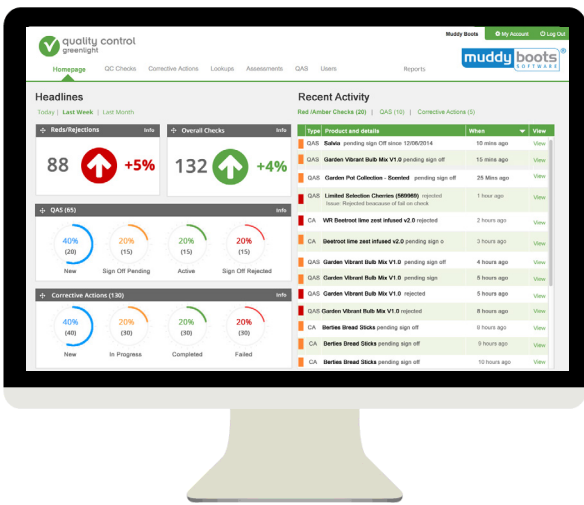 Muddy Boots My Account Log Out
quality control
greenlight
muddy boots®
SOFTWARE
Homepage QC Checks Corrective Actions Lookups Assessments QAS Users Reports
Headlines
Today | Last Week | Last Month
Reds/Rejections Info
88 +5%
Overall Checks Info
132 +4%
QAS (65) Info
40% 20% 20% 20%
(20) (15) (15) (15)
New Sign Off Pending Active Sign Off Rejected
Corrective Actions (130) Info
40% 20% 20% 20%
(40) (30) (30) (30)
New In Progress Completed Failed
Recent Activity
Red /Amber Checks (20) | QAS (10) | Corrective Actions (5)
Type Product and details When View
QAS Salvia pending sign Off since 12/06/2014 10 mins ago View
QAS Garden Vibrant Bulb Mix V1.0 pending sign off 15 mins ago View
QAS Garden Pot Collection - Scented pending sign off 25 Mins ago View
QAS Limited Selection Cherries (569969) rejected 1 hour ago View
Issue: Rejected beacause of fail on check
CA WR Beetroot lime zest infused v2.0 rejected 2 hours ago View
CA Beetroot lime zest infused v2.0 pending sign o 3 hours ago View
QAS Garden Vibrant Bulb Mix V1.0 pending sign off 4 hours ago View
QAS Garden Vibrant Bulb Mix V1.0 pending sign 5 hours ago View
QAS Garden Vibrant Bulb Mix V1.0 rejected 5 hours ago View
QAS Garden Vibrant Bulb Mix V1.0 rejected 8 hours ago View
CA Berties Bread Sticks pending sign off 9 hours ago View
CA Berties Bread Sticks pending sign off 9 hours ago View
CA Berties Bread Sticks pending sign off 10 hours ago View